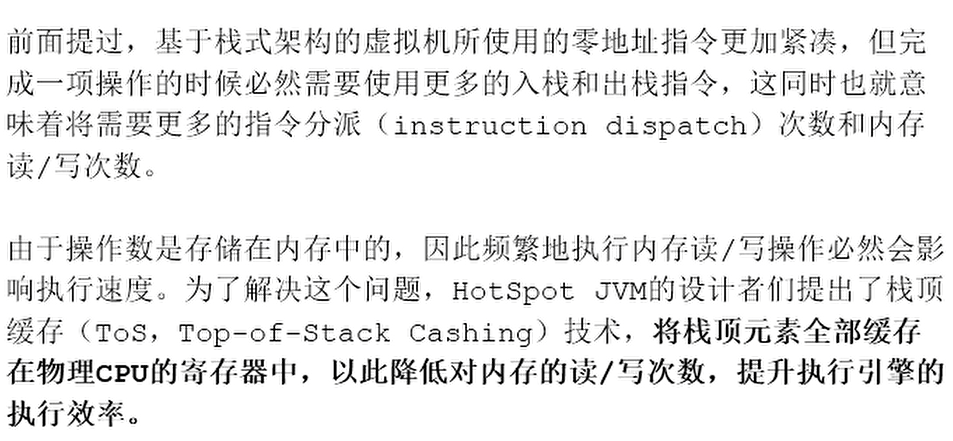 前面提过，基于栈式架构的虚拟机所使用的零地址指令更加紧凑，但完
成一项操作的时候必然需要使用更多的入栈和出栈指令，这同时也就意
味着将需要更多的指令分派（instruction dispatch）次数和内存
读/写次数。
由于操作数是存储在内存中的，因此频繁地执行内存读/写操作必然会影
响执行速度。为了解决这个问题，HotSpot JVM的设计者们提出了栈顶
缓存（ToS，Top-of-Stack Cashing）技术，将栈顶元素全部缓存
在物理CPU的寄存器中，以此降低对内存的读/写次数，提升执行引擎的
执行效率。